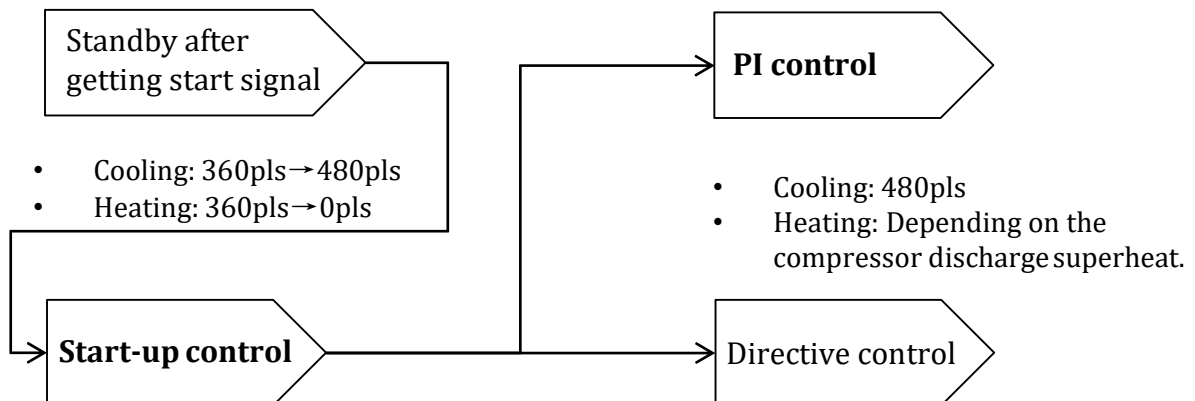 Standby after
getting start signal
• Cooling: 360pls→480pls
• Heating: 360pls→0pls
Start-up control
PI control
• Cooling: 480pls
• Heating: Depending on the
compressor discharge superheat.
Directive control